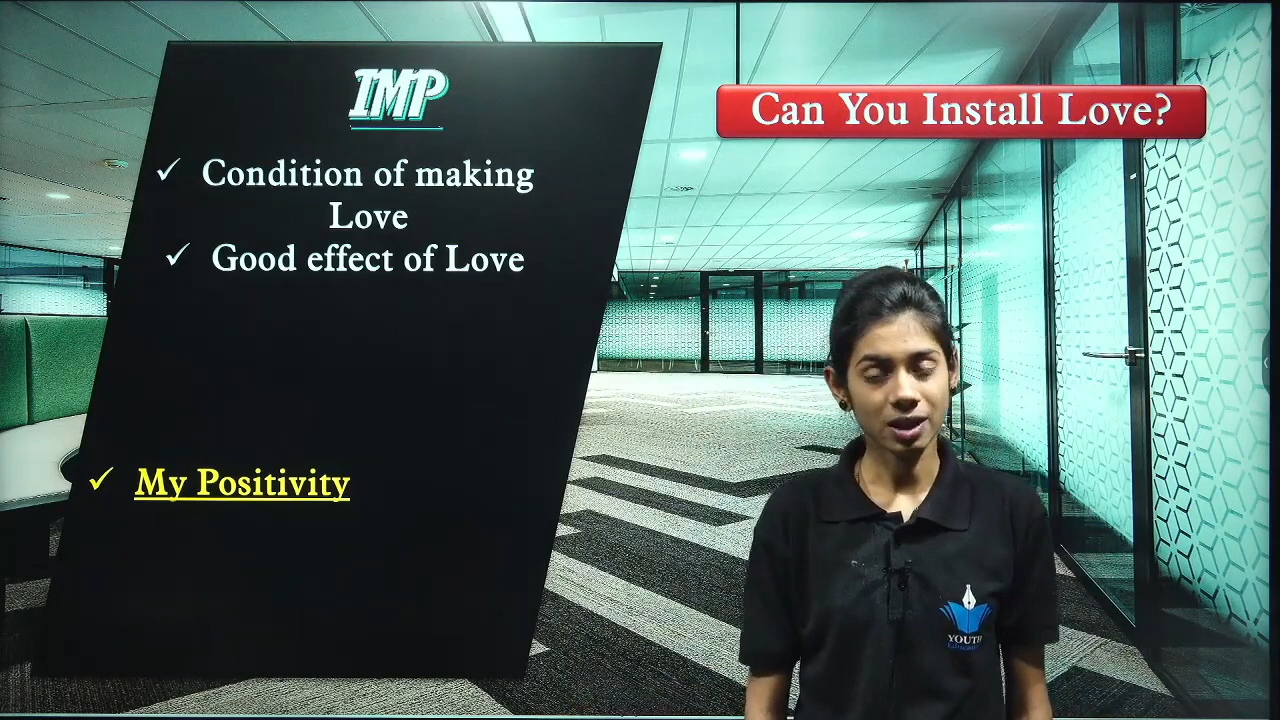 IMP
Can You Install Love?
✓ Condition of making
Love
✓ Good effect of Love
✓ My Positivity
YOUTH